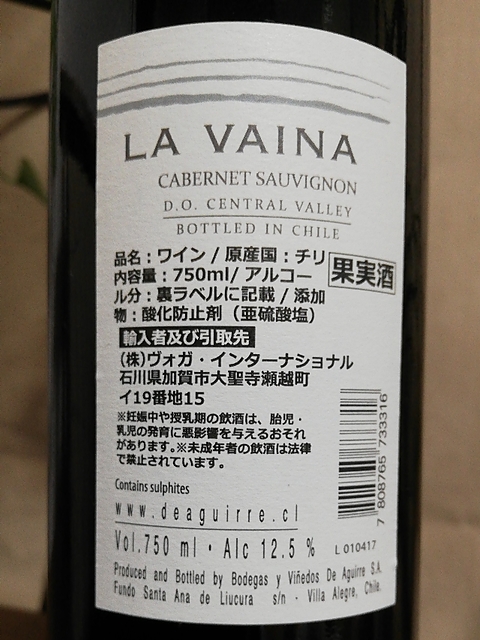 LA VAINA
CABERNET SAUVIGNON
D.O. CENTRAL VALLEY
BOTTLED IN CHILE
品名：ワイン / 原産国：チリ
内容量：750ml/ アルコー
ル分：裏ラベルに記載 / 添加
物：酸化防止剤（亜硫酸塩）
果実酒
輸入者及び引取先
(株)ヴォガ・インターナショナル
石川県加賀市大聖寺瀬越町
イ19番地15
※妊娠中や授乳期の飲酒は、胎児・
乳児の発育に悪影響を与えるおそれ
があります。※未成年者の飲酒は法律
で禁止されています。
Contains sulphites
www.deaguirre.cl
Vol.750 ml · Alc 12.5 %
L 010417
7 808765 733316
Produced and Bottled by Bodegas y Viñedos De Aguirre S.A.
Fundo Santa Ana de Liucura s/n - Villa Alegre, Chile.